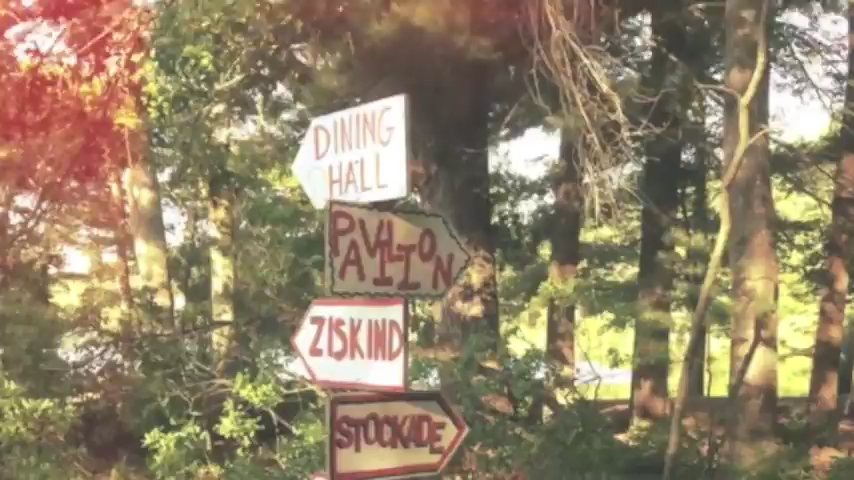 DINING
HALL
PAVILION
ZISKIND
STOCKADE